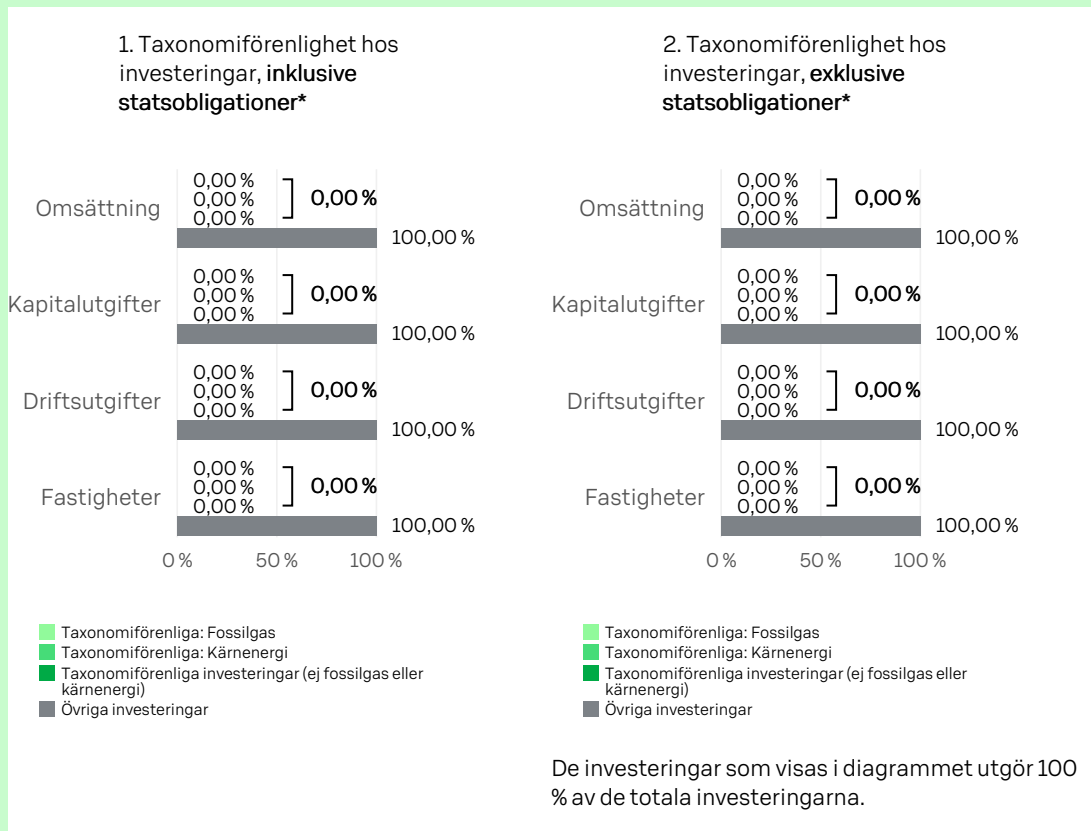 1. Taxonomiförenlighet hos
investeringar, inklusive
statsobligationer*
Omsättning
0,00 %
0,00 %
0,00 %
0,00 %
100,00 %
Kapitalutgifter
0,00 %
0,00 %
0,00 %
0,00 %
100,00 %
Driftsutgifter
0,00 %
0,00 %
0,00 %
0,00 %
100,00 %
Fastigheter
0,00 %
0,00 %
0,00 %
0,00 %
100,00 %
0 % 50 % 100 %
Taxonomiförenliga: Fossilgas
Taxonomiförenliga: Kärnenergi
Taxonomiförenliga investeringar (ej fossilgas eller
kärnenergi)
Övriga investeringar
2. Taxonomiförenlighet hos
investeringar, exklusive
statsobligationer*
Omsättning
0,00 %
0,00 %
0,00 %
0,00 %
100,00 %
Kapitalutgifter
0,00 %
0,00 %
0,00 %
0,00 %
100,00 %
Driftsutgifter
0,00 %
0,00 %
0,00 %
0,00 %
100,00 %
Fastigheter
0,00 %
0,00 %
0,00 %
0,00 %
100,00 %
0 % 50 % 100 %
Taxonomiförenliga: Fossilgas
Taxonomiförenliga: Kärnenergi
Taxonomiförenliga investeringar (ej fossilgas eller
kärnenergi)
Övriga investeringar
De investeringar som visas i diagrammet utgör 100
% av de totala investeringarna.